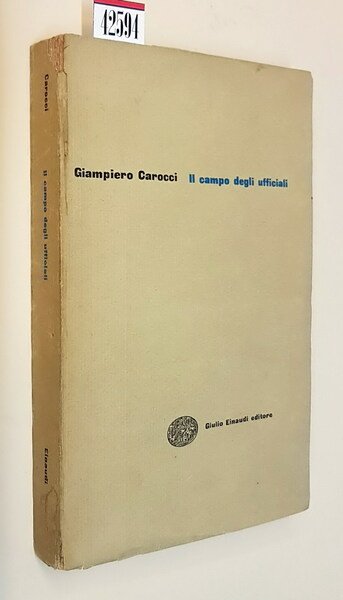 42594
Carocci Il campo degli ufficiali Einaudi
Giampiero Carocci Il campo degli ufficiali
Giulio Einaudi editore